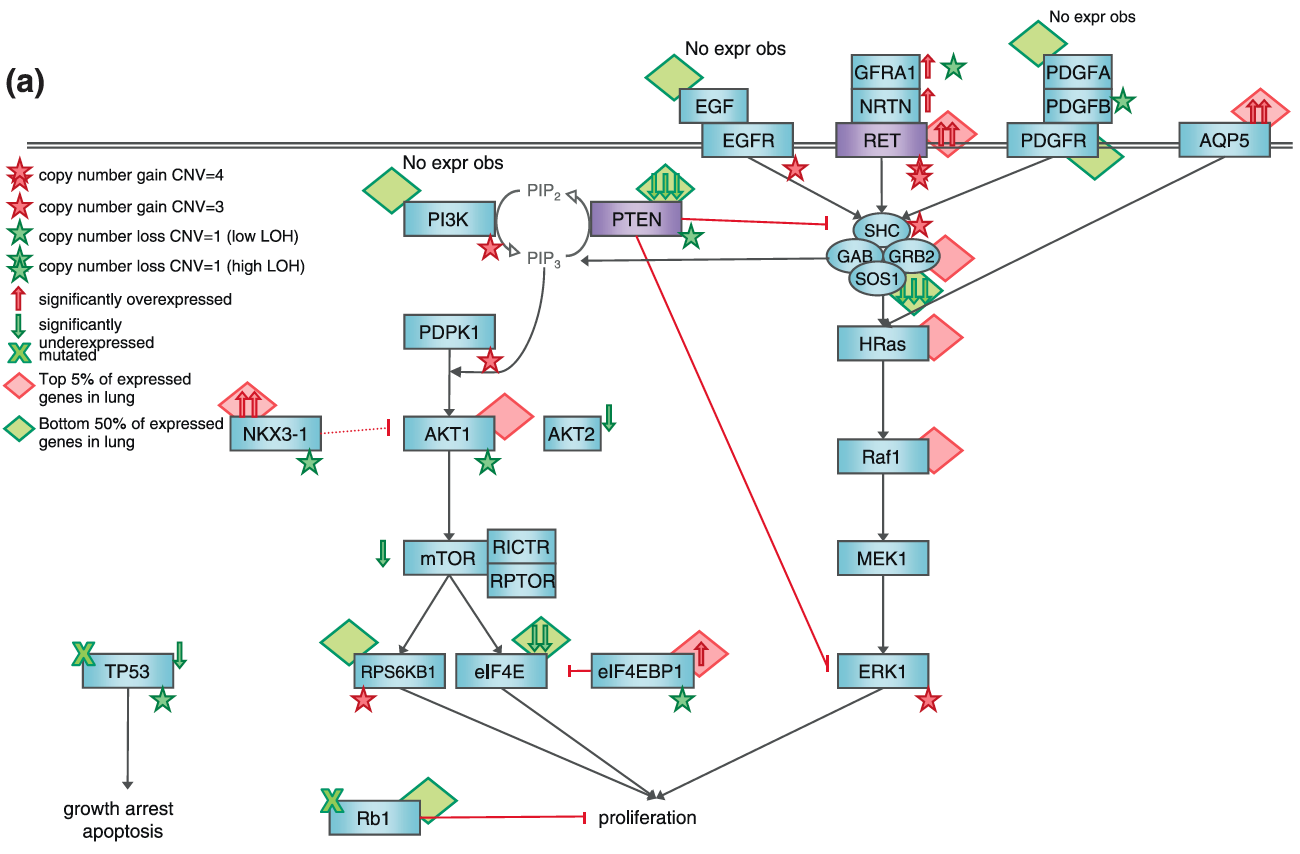 (a)
No expr obs
No expr obs
EGF
EGFR
GFRA1
NRTN
RET
PDGFA
PDGFB
PDGFR
AQP5
copy number gain CNV=4
copy number gain CNV=3
copy number loss CNV=1 (low LOH)
copy number loss CNV=1 (high LOH)
significantly overexpressed
significantly
underexpressed
mutated
Top 5% of expressed
genes in lung
Bottom 50% of expressed
genes in lung
No expr obs
PI3K
PIP2
PIP3
PTEN
SHC
GAB
GRB2
SOS1
PDPK1
HRas
NKX3-1
AKT1
AKT2
Raf1
mTOR
RICTR
RPTOR
MEK1
TP53
RPS6KB1
eIF4E
eIF4EBP1
ERK1
growth arrest
apoptosis
Rb1
proliferation